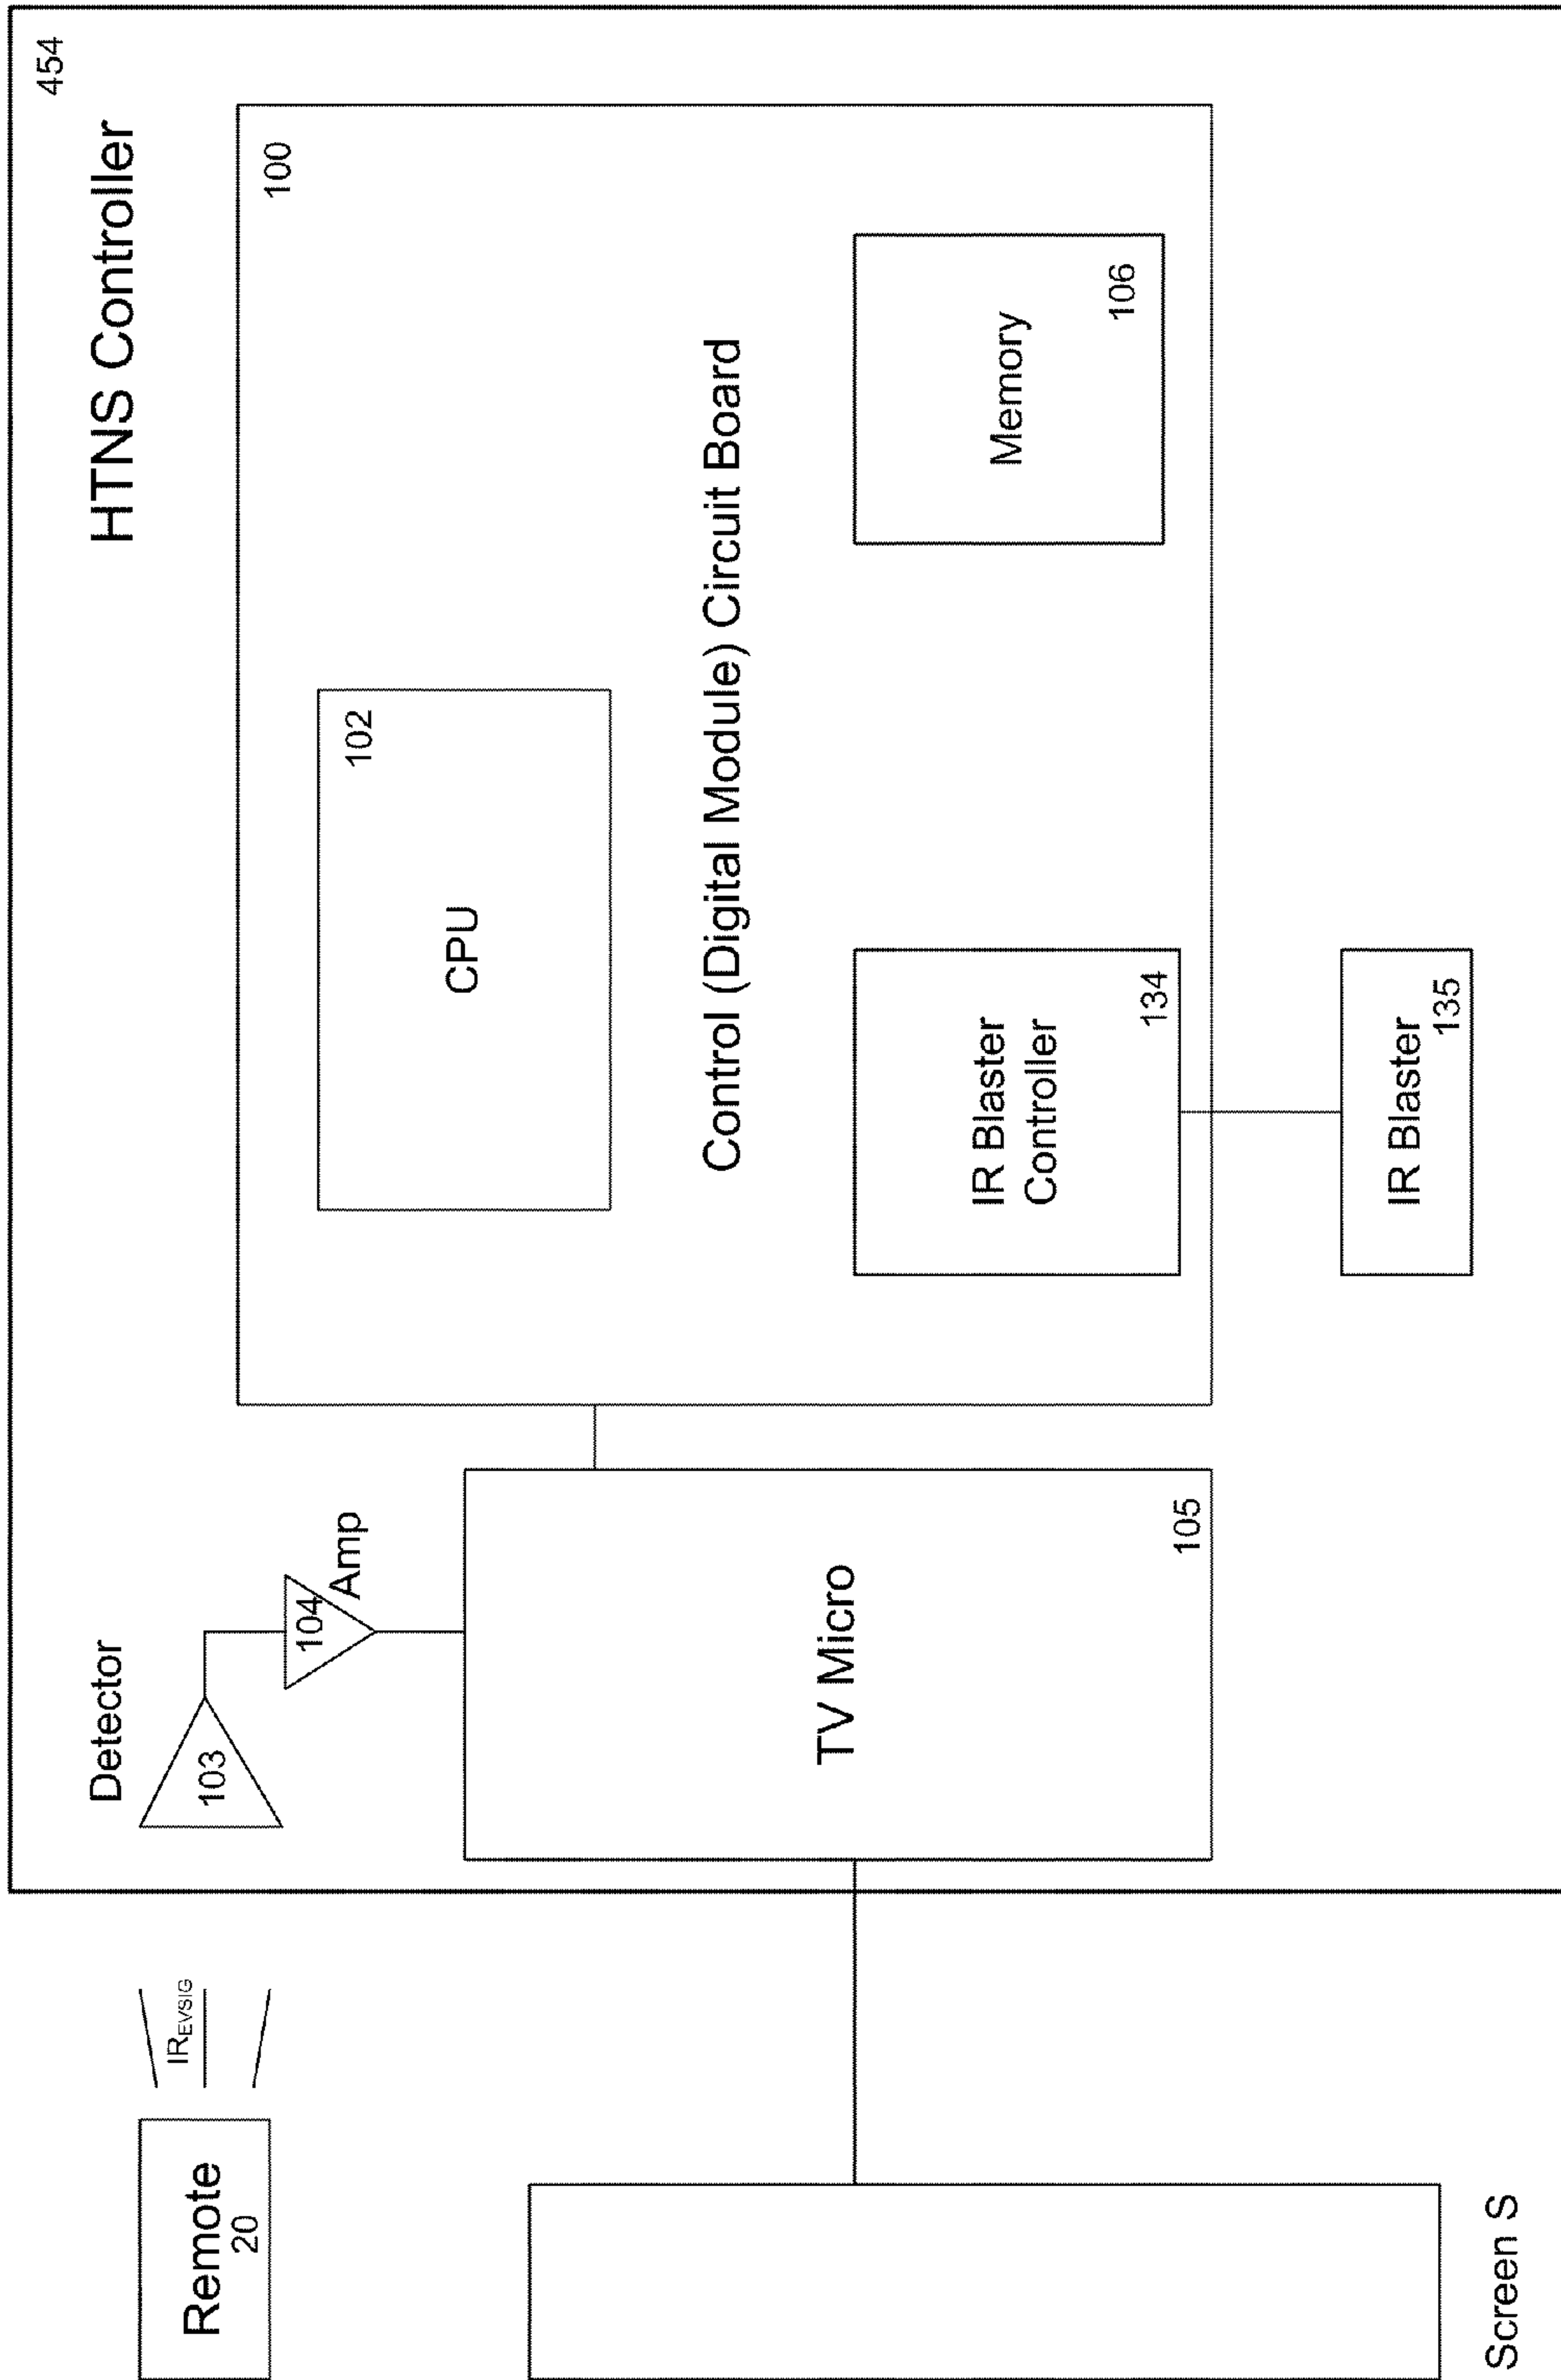 HTNS Controller
454
Remote
20
IREVSIG
Detector
103
104
Amp
100
CPU
102
Control (Digital Module) Circuit Board
TV Micro
105
IR Blaster
Controller
134
Memory
106
IR Blaster
135
Screen S